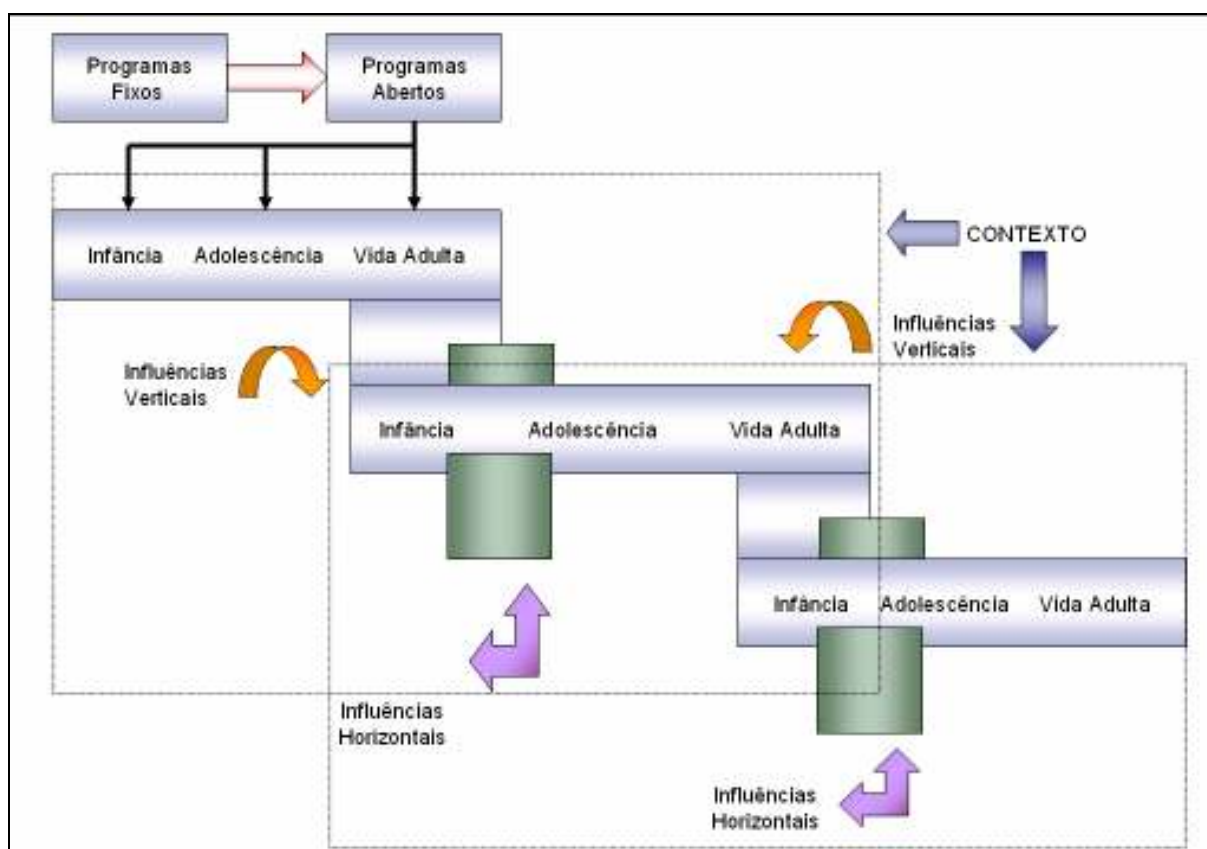 Programas
Fixos
Programas
Abertos
Infância Adolescência Vida Adulta
CONTEXTO
Influências
Verticais
Influências
Verticais
Infância Adolescência Vida Adulta
Infância Adolescência Vida Adulta
Influências
Horizontais
Influências
Horizontais